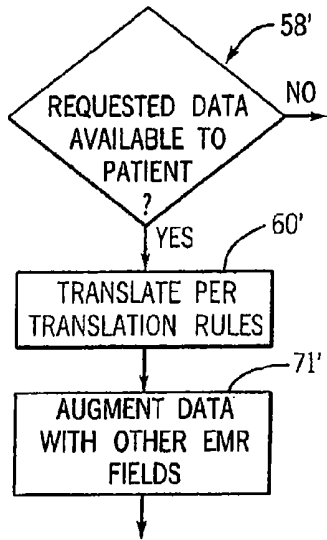 58'
REQUESTED DATA
AVAILABLE TO
PATIENT
?
NO
YES
60'
TRANSLATE PER
TRANSLATION RULES
71'
AUGMENT DATA
WITH OTHER EMR
FIELDS